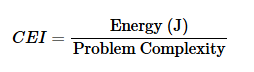 CEI = Energy (J) / Problem Complexity